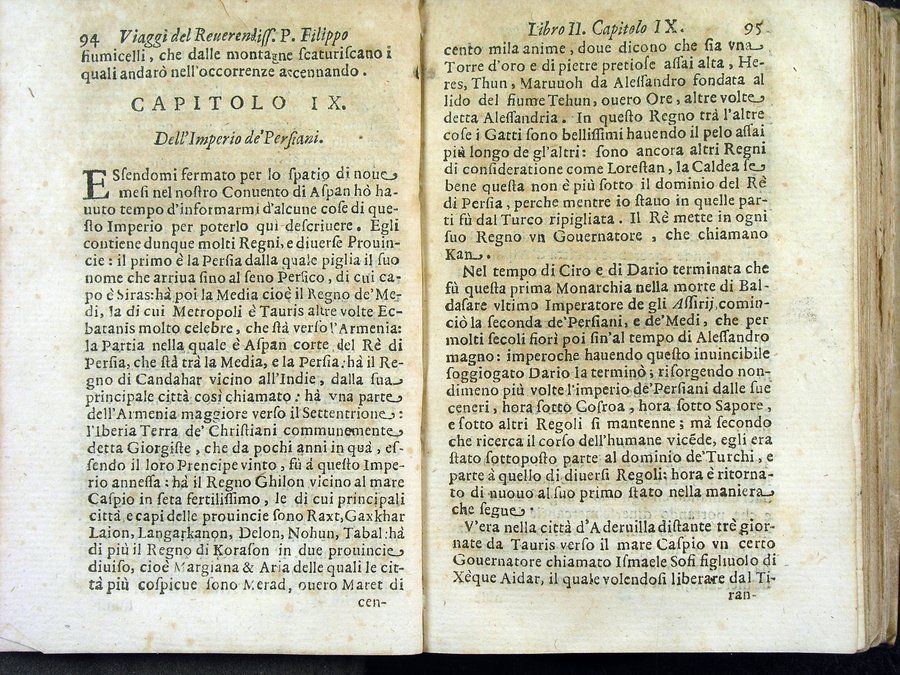 94 Viaggi del Reuerendiss. P. Filippo
fiumicelli, che dalle montagne scaturiscano i
quali andarò nell'occorrenze accennando.
CAPITOLO IX.
Dell'Imperio de' Persiani.
ESsendomi fermato per lo spatio di noue
mesi nel nostro Conuento di Aspan hò ha-
uuto tempo d'informarmi d'alcune cose di que-
sto Imperio per poterlo qui descriuere. Egli
contiene dunque molti Regni, e diuerse Prouin-
cie: il primo è la Persia dalla quale piglia il suo
nome che arriua sino al seno Persico, di cui ca-
po è Siras: hà poi la Media cioè il Regno de' Me-
di, la di cui Metropoli è Tauris altre volte Ec-
batanis molto celebre, che stà verso l'Armenia:
la Partia nella quale è Aspan corte del Rè di
Persia, che stà trà la Media, e la Persia: hà il Re-
gno di Candahar vicino all'Indie, dalla sua
principale città così chiamato: hà vna parte
dell'Armenia maggiore verso il Settentrione:
l'Iberia Terra de' Christiani communemente
detta Giorgiste, che da pochi anni in quà, es-
sendo il loro Prencipe vinto, fù à questo Impe-
rio annessa: hà il Regno Ghilon vicino al mare
Caspio in seta fertilissimo, le di cui principali
città e capi delle prouincie sono Raxt, Gaxkhar
Laion, Langarkanon, Delon, Nohun, Tabal: hà
di più il Regno di Korason in due prouincie
diuiso, cioè Margiana & Aria delle quali le cit-
tà più cospicue sono Merad, ouero Maret di
cen-
Libro II. Capitolo IX. 95
cento mila anime, doue dicono che sia vna
Torre d'oro e di pietre pretiose assai alta, He-
res, Thun, Maruuoh da Alessandro fondata al
lido del fiume Tehun, ouero Ore, altre volte
detta Alessandria. In questo Regno trà l'altre
cose i Gatti sono bellissimi hauendo il pelo assai
più longo de gl'altri: sono ancora altri Regni
di consideratione come Lorestan, la Caldea se
bene questa non è più sotto il dominio del Rè
di Persia, perche mentre io stauo in quelle par-
ti fù dal Turco ripigliata. Il Rè mette in ogni
suo Regno vn Gouernatore, che chiamano
Kan.
Nel tempo di Ciro e di Dario terminata che
fù questa prima Monarchia nella morte di Bal-
dasare vltimo Imperatore de gli Assirij comin-
ciò la seconda de' Persiani, e de' Medi, che per
molti secoli fiorì poi sin'al tempo di Alessandro
magno: imperoche hauendo questo inuincibile
soggiogato Dario la terminò; risorgendo non-
dimeno più volte l'imperio de' Persiani dalle sue
ceneri, hora sotto Cosroa, hora sotto Sapore,
e sotto altri Regoli si mantenne; mà secondo
che ricerca il corso dell'humane vicẽde, egli era
stato sottoposto parte al dominio de' Turchi, e
parte à quello di diuersi Regoli: hora è ritorna-
to di nuouo al suo primo stato nella maniera
che segue.
V'era nella città d'Aderuilla distante trè gior-
nate da Tauris verso il mare Caspio vn certo
Gouernatore chiamato Ismaele Sofi figliuolo di
Xèque Aidar, il quale volendosi liberare dal Ti-
ran-